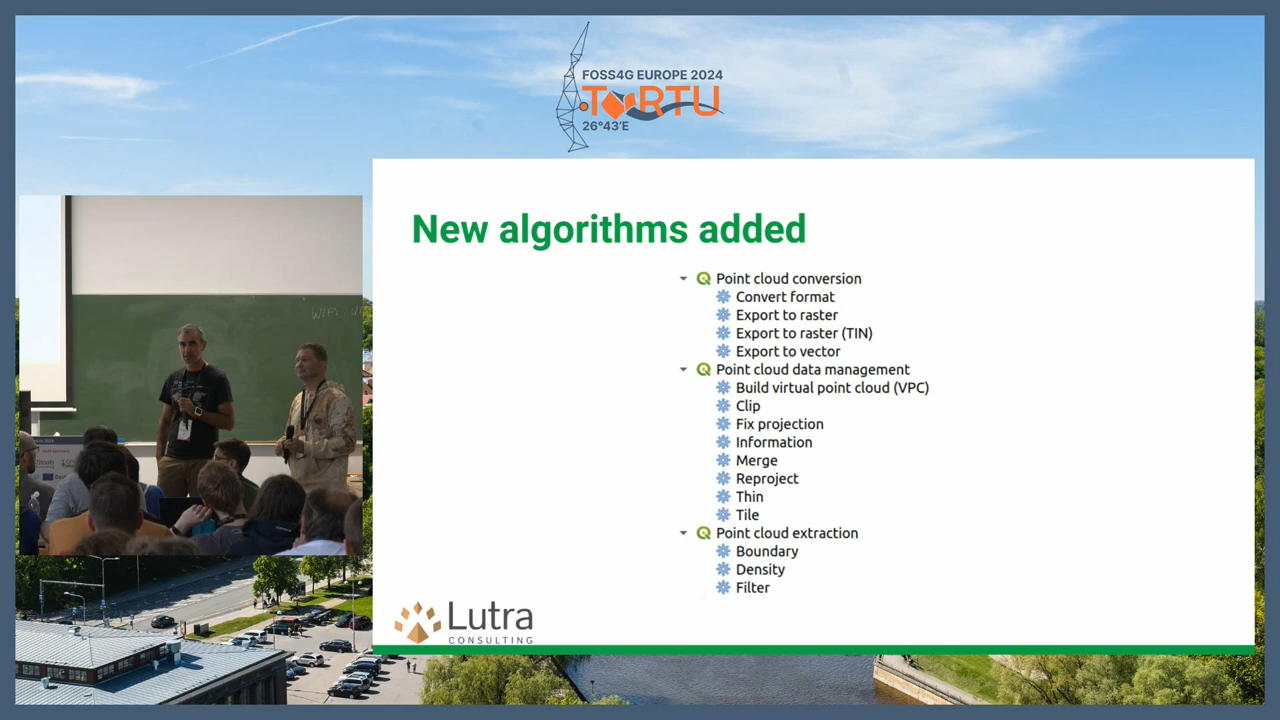 FOSS4G EUROPE 2024
TARTU
26°43'E
New algorithms added
Point cloud conversion
Convert format
Export to raster
Export to raster (TIN)
Export to vector
Point cloud data management
Build virtual point cloud (VPC)
Clip
Fix projection
Information
Merge
Reproject
Thin
Tile
Point cloud extraction
Boundary
Density
Filter
Lutra
CONSULTING